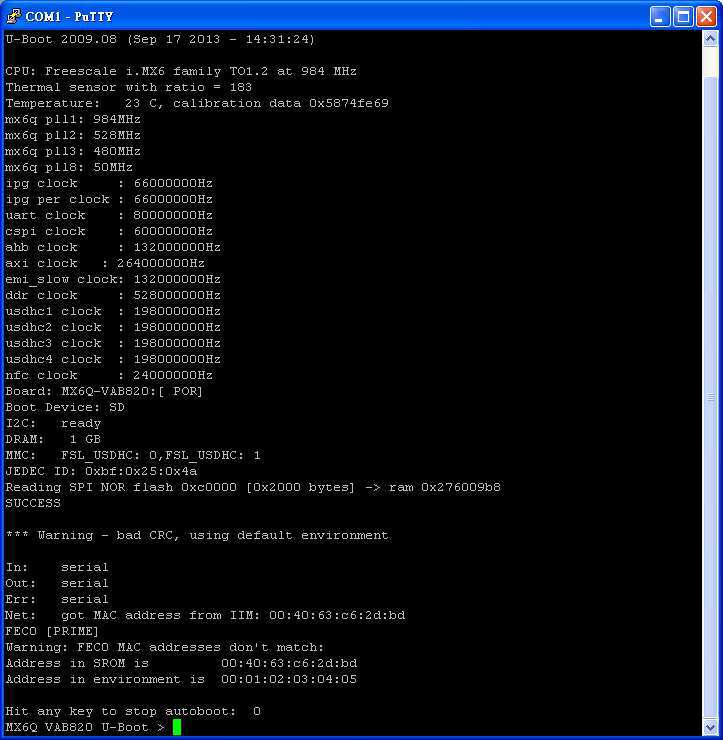 COM1 - PuTTY
U-Boot 2009.08 (Sep 17 2013 - 14:31:24)

CPU: Freescale i.MX6 family TO1.2 at 984 MHz
Thermal sensor with ratio = 183
Temperature:   23 C, calibration data 0x5874fe69
mx6q pll1: 984MHz
mx6q pll2: 528MHz
mx6q pll3: 480MHz
mx6q pll8: 50MHz
ipg clock     : 66000000Hz
ipg per clock : 66000000Hz
uart clock    : 80000000Hz
cspi clock    : 60000000Hz
ahb clock     : 132000000Hz
axi clock   : 264000000Hz
emi_slow clock: 132000000Hz
ddr clock     : 528000000Hz
usdhc1 clock  : 198000000Hz
usdhc2 clock  : 198000000Hz
usdhc3 clock  : 198000000Hz
usdhc4 clock  : 198000000Hz
nfc clock     : 24000000Hz
Board: MX6Q-VAB820:[ POR]
Boot Device: SD
I2C:   ready
DRAM:   1 GB
MMC:   FSL_USDHC: 0,FSL_USDHC: 1
JEDEC ID: 0xbf:0x25:0x4a
Reading SPI NOR flash 0xc0000 [0x2000 bytes] -> ram 0x276009b8
SUCCESS

*** Warning - bad CRC, using default environment

In:    serial
Out:   serial
Err:   serial
Net:   got MAC address from IIM: 00:40:63:c6:2d:bd
FEC0 [PRIME]
Warning: FEC0 MAC addresses don't match:
Address in SROM is         00:40:63:c6:2d:bd
Address in environment is  00:01:02:03:04:05

Hit any key to stop autoboot:  0
MX6Q VAB820 U-Boot >